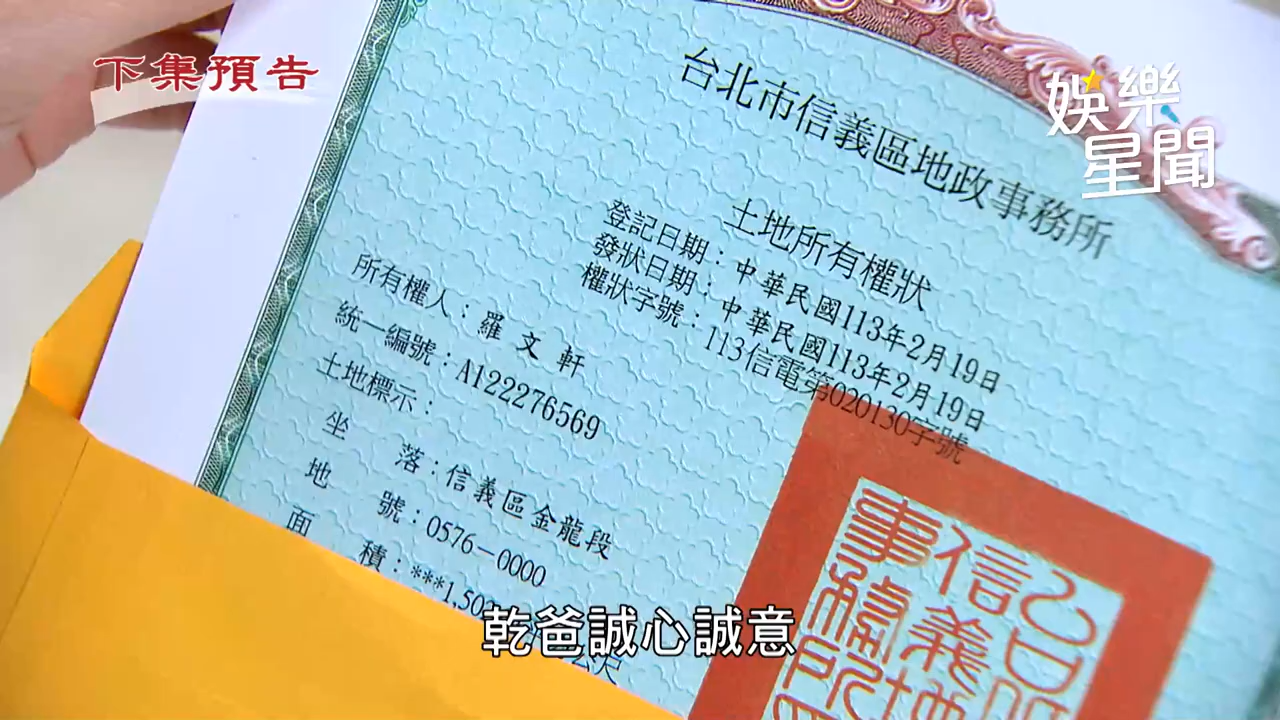 下集預告
娛樂
星聞
台北市信義區地政事務所
土地所有權狀
登記日期：中華民國113年2月19日
發狀日期：中華民國113年2月19日
權狀字號：113信電第020130字號
所有權人：羅文軒
統一編號：A122276569
土地標示：
坐落：信義區金龍段
地號：0576-0000
面積：***1,50
乾爸誠心誠意